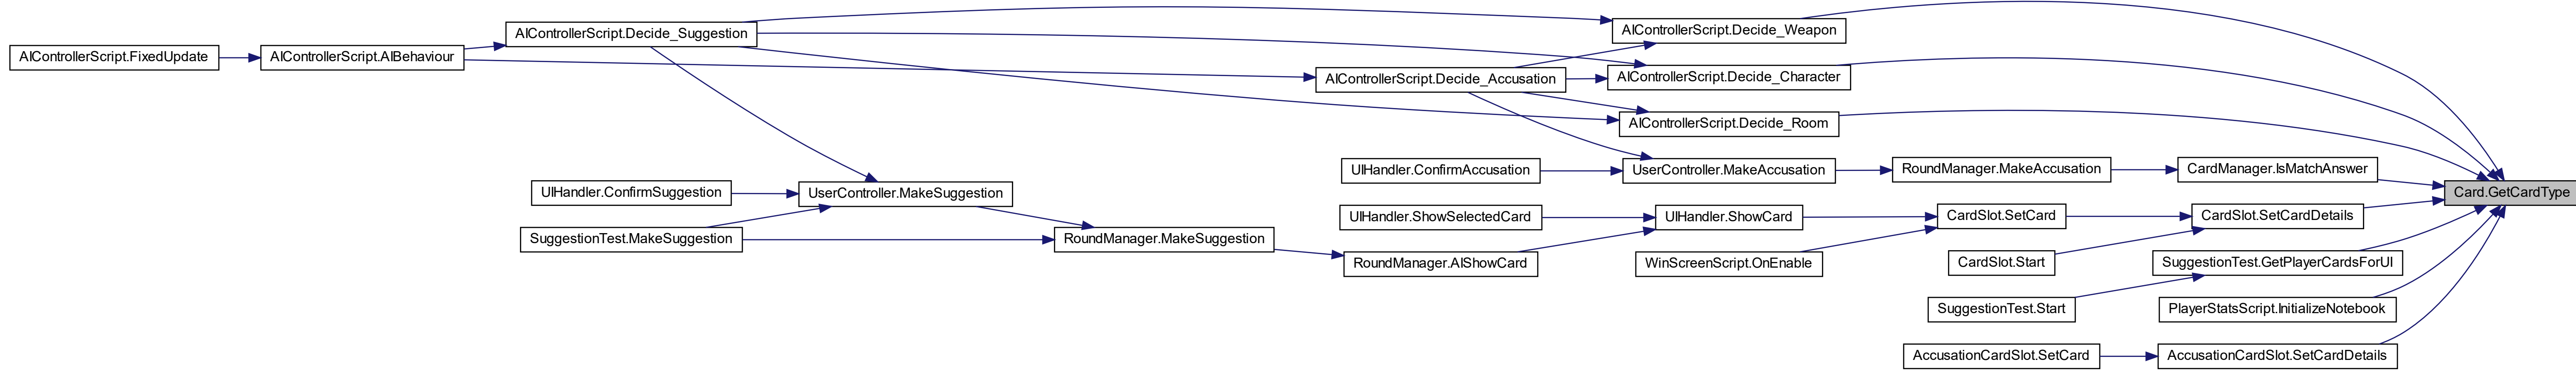 AIControllerScript.FixedUpdate
AIControllerScript.AIBehaviour
AIControllerScript.Decide_Suggestion
AIControllerScript.Decide_Weapon
AIControllerScript.Decide_Accusation
AIControllerScript.Decide_Character
AIControllerScript.Decide_Room
UIHandler.ConfirmAccusation
UserController.MakeAccusation
RoundManager.MakeAccusation
CardManager.IsMatchAnswer
Card.GetCardType
UIHandler.ConfirmSuggestion
UserController.MakeSuggestion
UIHandler.ShowSelectedCard
UIHandler.ShowCard
CardSlot.SetCard
CardSlot.SetCardDetails
SuggestionTest.MakeSuggestion
RoundManager.MakeSuggestion
RoundManager.AIShowCard
WinScreenScript.OnEnable
CardSlot.Start
SuggestionTest.GetPlayerCardsForUI
SuggestionTest.Start
PlayerStatsScript.InitializeNotebook
AccusationCardSlot.SetCard
AccusationCardSlot.SetCardDetails